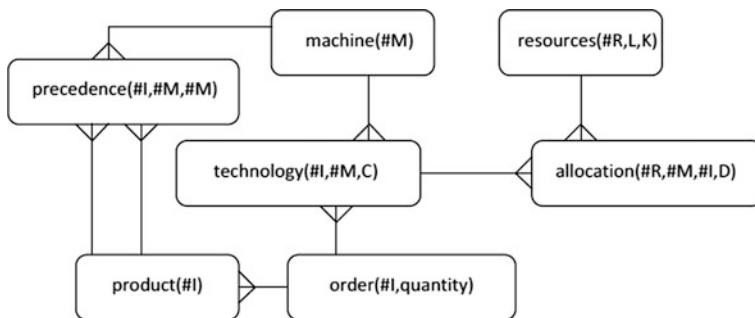 machine(#M)
resources(#R,L,K)
precedence(#I,#M,#M)
technology(#I,#M,C)
allocation(#R,#M,#I,D)
product(#I)
order(#I,quantity)